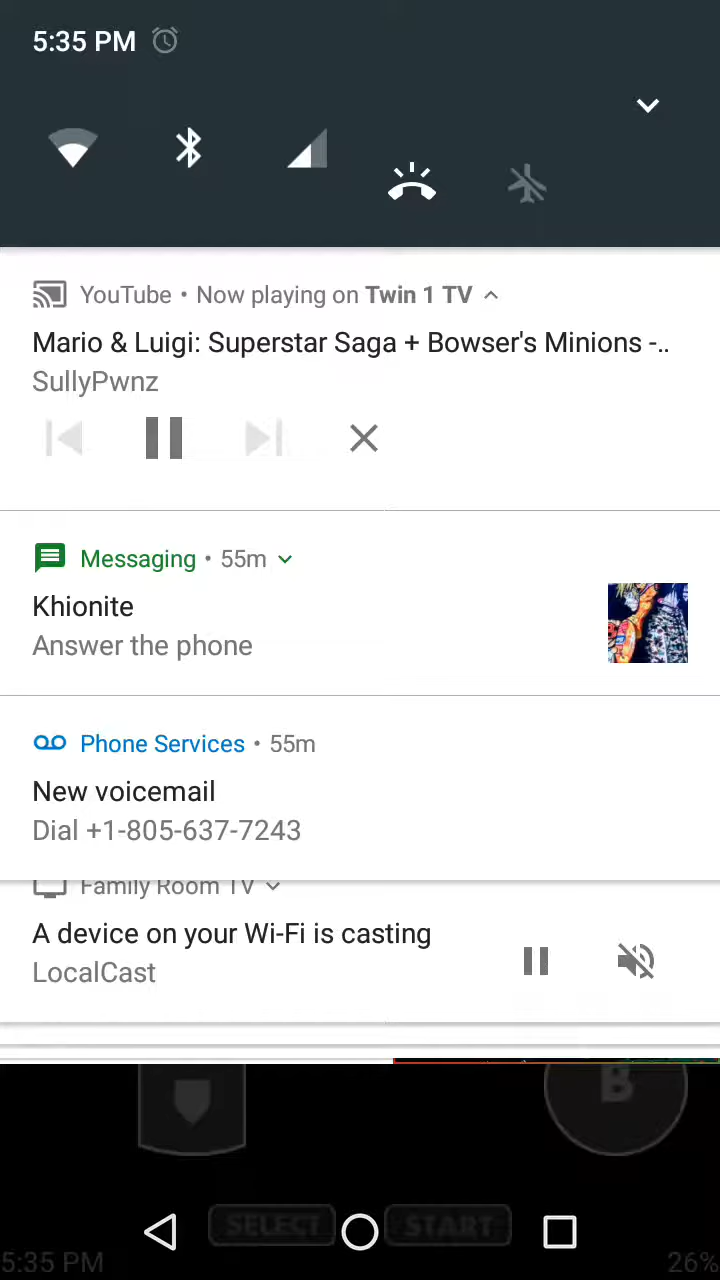 5:35 PM
YouTube • Now playing on Twin 1 TV
Mario & Luigi: Superstar Saga + Bowser's Minions -..
SullyPwnz
Messaging • 55m
Khionite
Answer the phone
Phone Services • 55m
New voicemail
Dial +1-805-637-7243
Family Room TV
A device on your Wi-Fi is casting
LocalCast
B
SELECT START
5:35 PM 26%